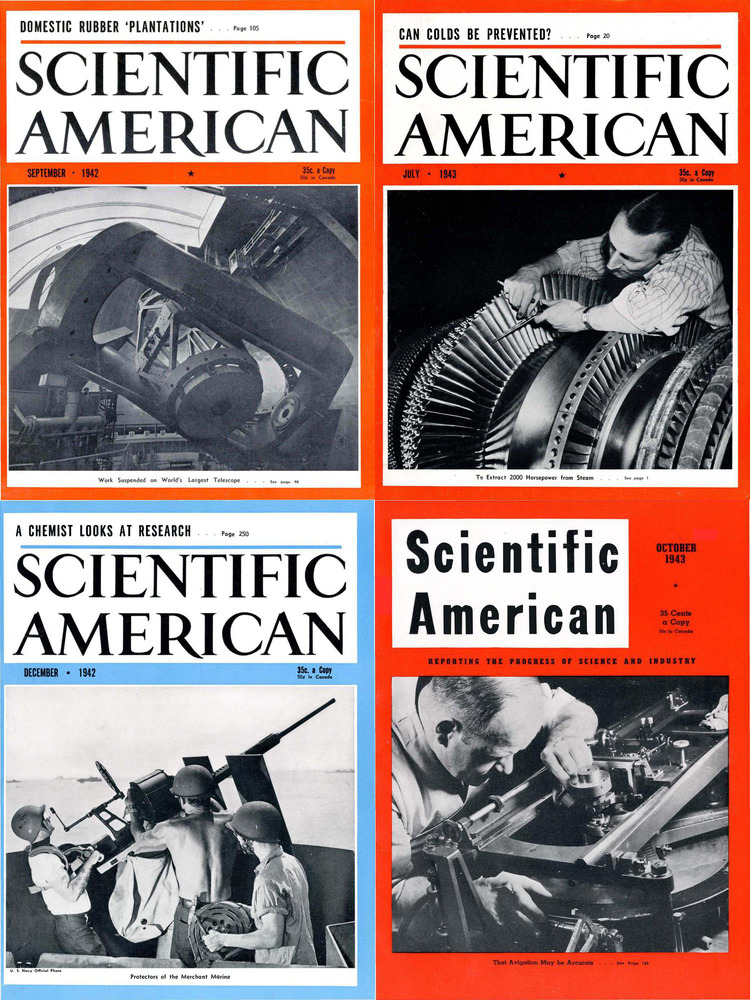 DOMESTIC RUBBER 'PLANTATIONS' . . . Page 105
SCIENTIFIC
AMERICAN
SEPTEMBER • 1942 ★ 35c. a Copy
50c in Canada
Work Suspended on World's Largest Telescope . . . See page 98
CAN COLDS BE PREVENTED? . . . Page 20
SCIENTIFIC
AMERICAN
JULY • 1943 ★ 35c. a Copy
50c in Canada
To Extract 2000 Horsepower from Steam . . . See page 1
A CHEMIST LOOKS AT RESEARCH . . . Page 250
SCIENTIFIC
AMERICAN
DECEMBER • 1942 35c. a Copy
50c in Canada
U. S. Navy Official Photo
Protectors of the Merchant Marine
Scientific
American
OCTOBER
1943
★
35 Cents
a Copy
50c in Canada
REPORTING THE PROGRESS OF SCIENCE AND INDUSTRY
That Avigation May be Accurate . . . See Page